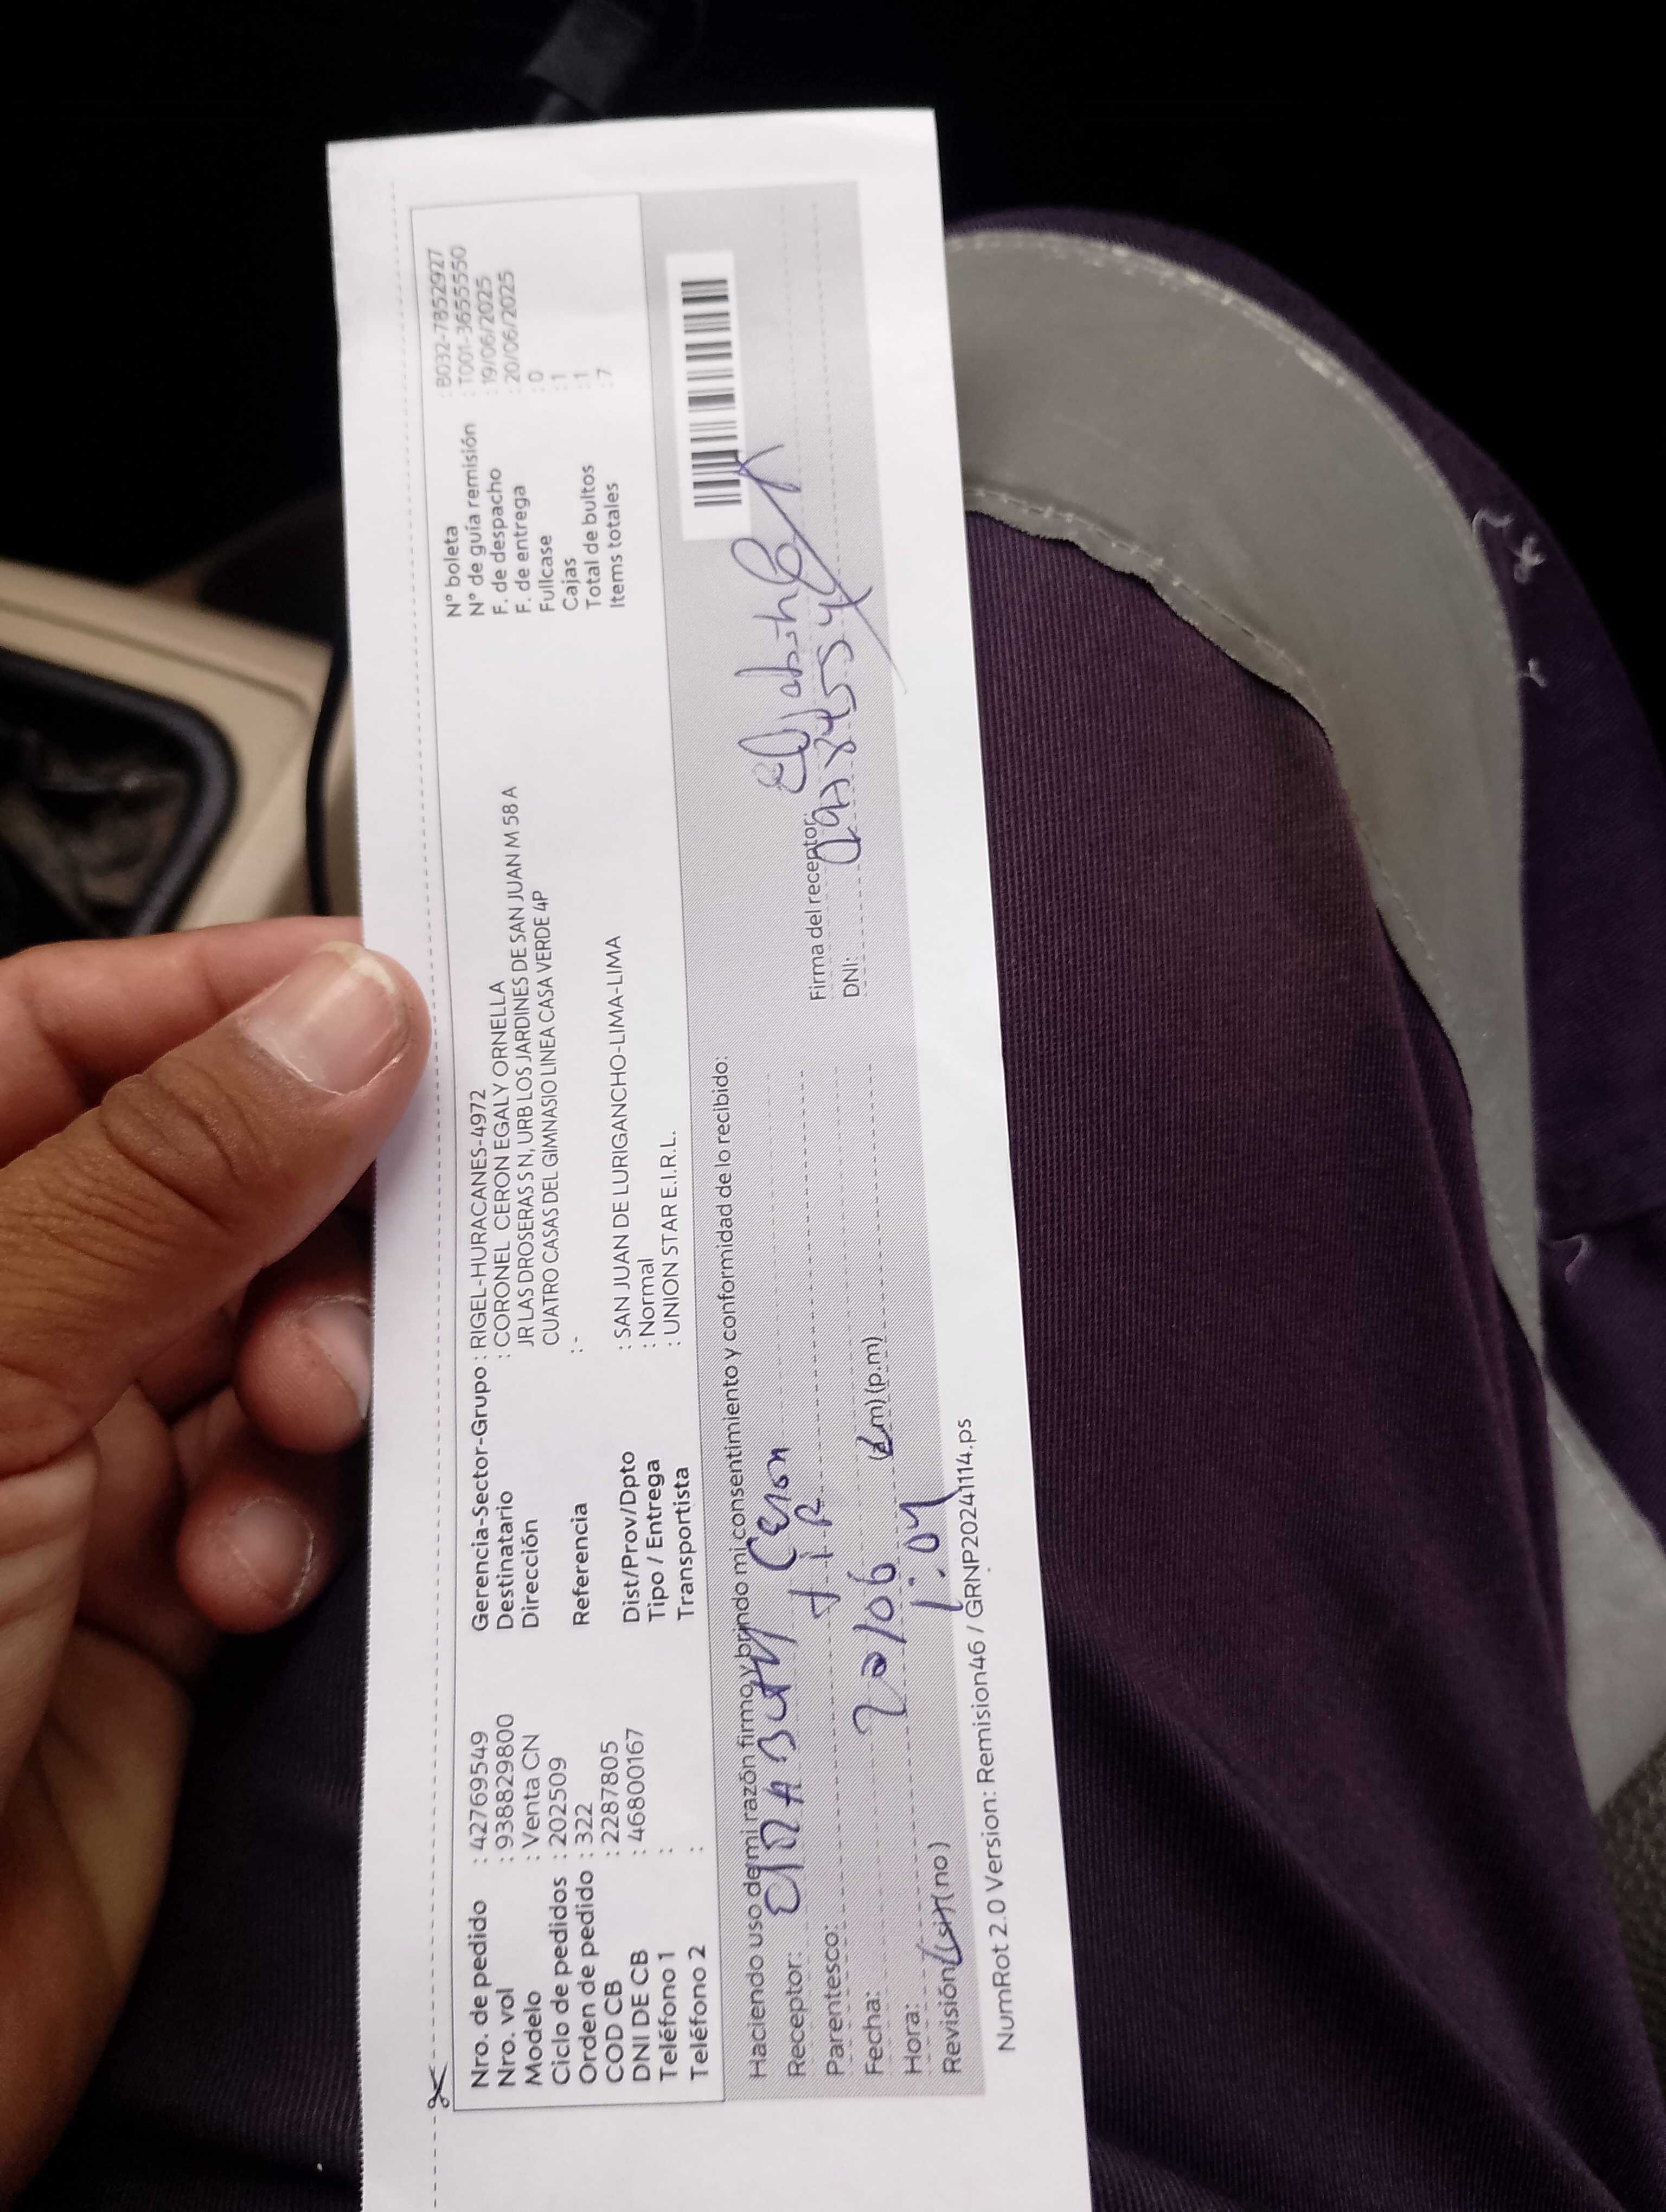 Nro. de pedido : 42769549
Nro. vol : 938829800
Modelo : Venta CN
Ciclo de pedidos : 202509
Orden de pedido : 322
COD CB : 2287805
DNI DE CB : 46800167
Teléfono 1 :
Teléfono 2 :
Gerencia-Sector-Grupo : RIGEL-HURACANES-4972
Destinatario : CORONEL CERON EGALY ORNELLA
Dirección JR LAS DROSERAS S N, URB LOS JARDINES DE SAN JUAN M 58 A
CUATRO CASAS DEL GIMNASIO LINEA CASA VERDE 4P
Referencia : -
Dist/Prov/Dpto : SAN JUAN DE LURIGANCHO-LIMA-LIMA
Tipo / Entrega : Normal
Transportista : UNION STAR E.I.R.L.
N° boleta : B032-7852927
N° de guía remisión : T001-3655550
F. de despacho : 19/06/2025
F. de entrega : 20/06/2025
Fullcase : 0
Cajas : 1
Total de bultos : 1
Items totales : 7
Haciendo uso de mi razón firmo y brindo mi consentimiento y conformidad de lo recibido:
Receptor: Ceron
Parentesco:
Fecha: 20/06
Hora: 1:04 (p.m)
Revisión (si) (no)
Firma del receptor:
DNI:
NumRot 2.0 Version: Remision46 / GRNP20241114.ps